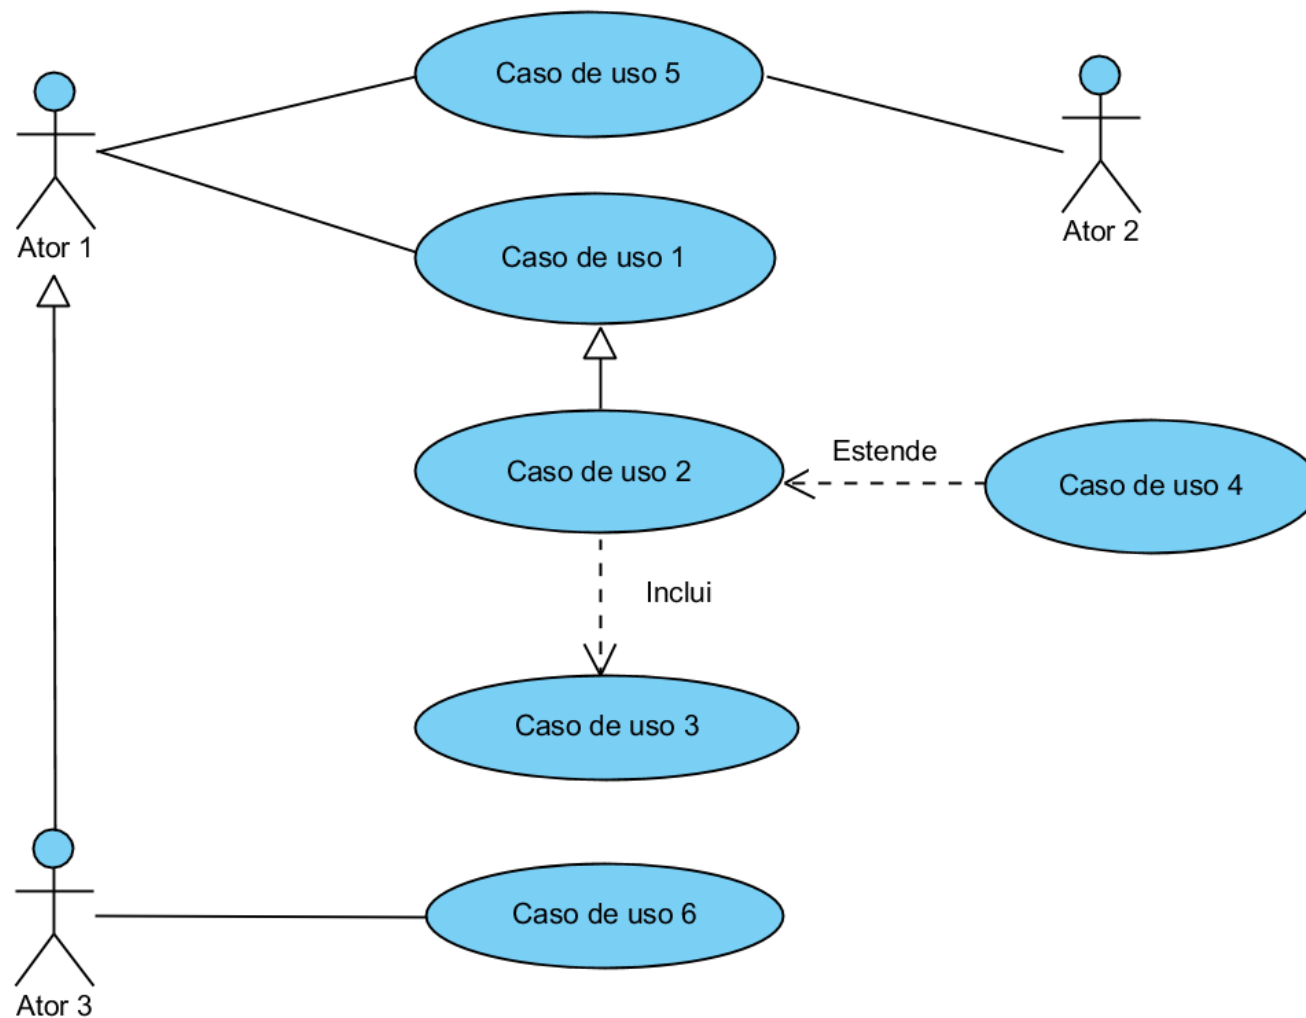 Caso de uso 5
Ator 1
Ator 2
Caso de uso 1
Caso de uso 2
Estende
Caso de uso 4
Inclui
Caso de uso 3
Caso de uso 6
Ator 3